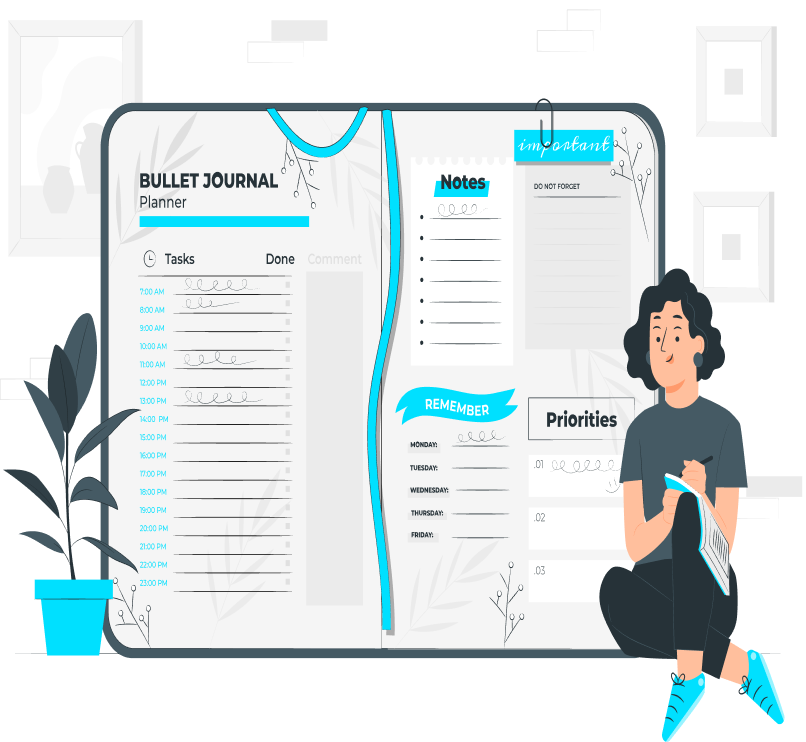 BULLET JOURNAL
Planner
Tasks Done Comment
7:00 AM
8:00 AM
9:00 AM
10:00 AM
11:00 AM
12:00 PM
13:00 PM
14:00 PM
15:00 PM
16:00 PM
17:00 PM
18:00 PM
19:00 PM
20:00 PM
21:00 PM
22:00 PM
23:00 PM
Notes
important
DO NOT FORGET
REMEMBER
MONDAY:
TUESDAY:
WEDNESDAY:
THURSDAY:
FRIDAY:
Priorities
.01
.02
.03